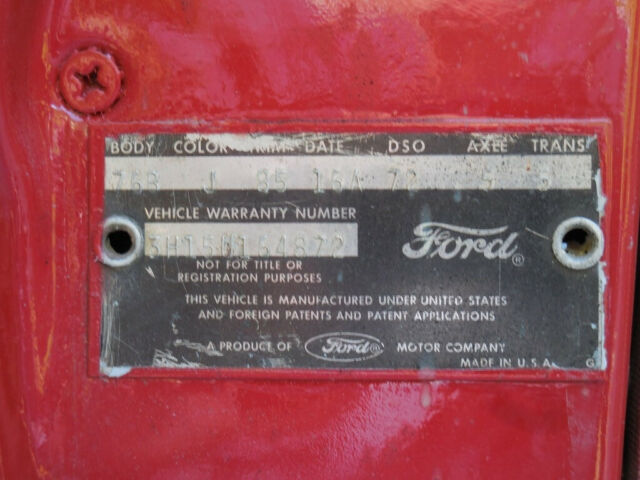 BODY COLOR TRIM DATE DSO AXLE TRANS
76B J 85 16A 72 5
VEHICLE WARRANTY NUMBER
Ford
NOT FOR TITLE OR
REGISTRATION PURPOSES
THIS VEHICLE IS MANUFACTURED UNDER UNITED STATES
AND FOREIGN PATENTS AND PATENT APPLICATIONS
A PRODUCT OF Ford MOTOR COMPANY
MADE IN U.S.A. G